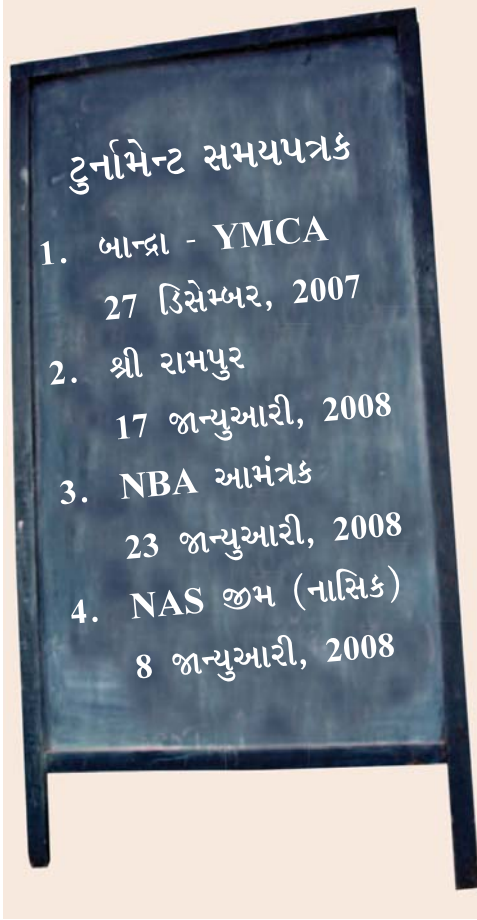 ટુર્નામેન્ટ સમયપત્રક
1. બાન્દ્રા - YMCA
27 ડિસેમ્બર, 2007
2. શ્રી રામપુર
17 જાન્યુઆરી, 2008
3. NBA આમંત્રક
23 જાન્યુઆરી, 2008
4. NAS જીમ (નાસિક)
8 જાન્યુઆરી, 2008